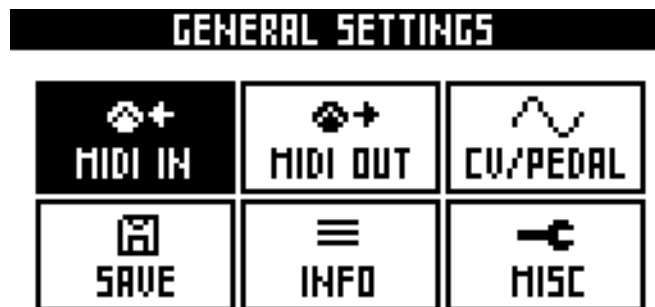 GENERAL SETTINGS
MIDI IN MIDI OUT CV/PEDAL
SAVE INFO MISC